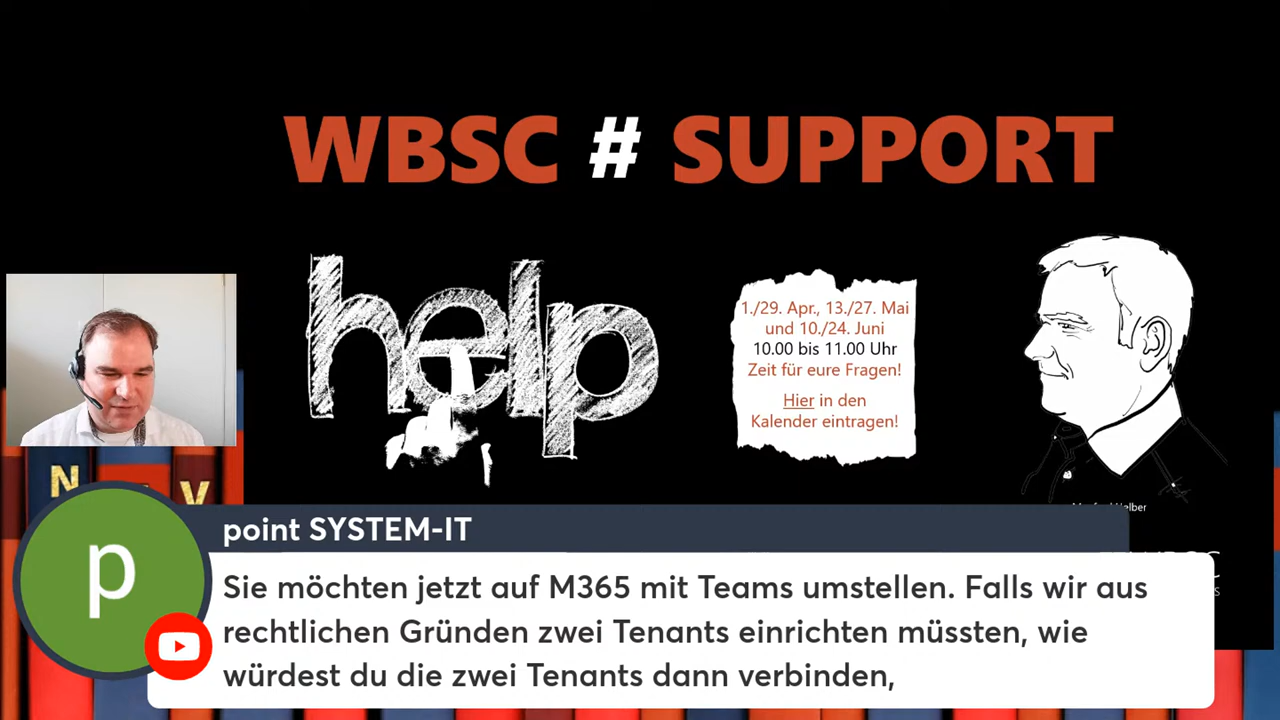 WBSC # SUPPORT
help
1./29. Apr., 13./27. Mai
und 10./24. Juni
10.00 bis 11.00 Uhr
Zeit für eure Fragen!
Hier in den
Kalender eintragen!
N V
p
point SYSTEM-IT
Sie möchten jetzt auf M365 mit Teams umstellen. Falls wir aus
rechtlichen Gründen zwei Tenants einrichten müssten, wie
würdest du die zwei Tenants dann verbinden,